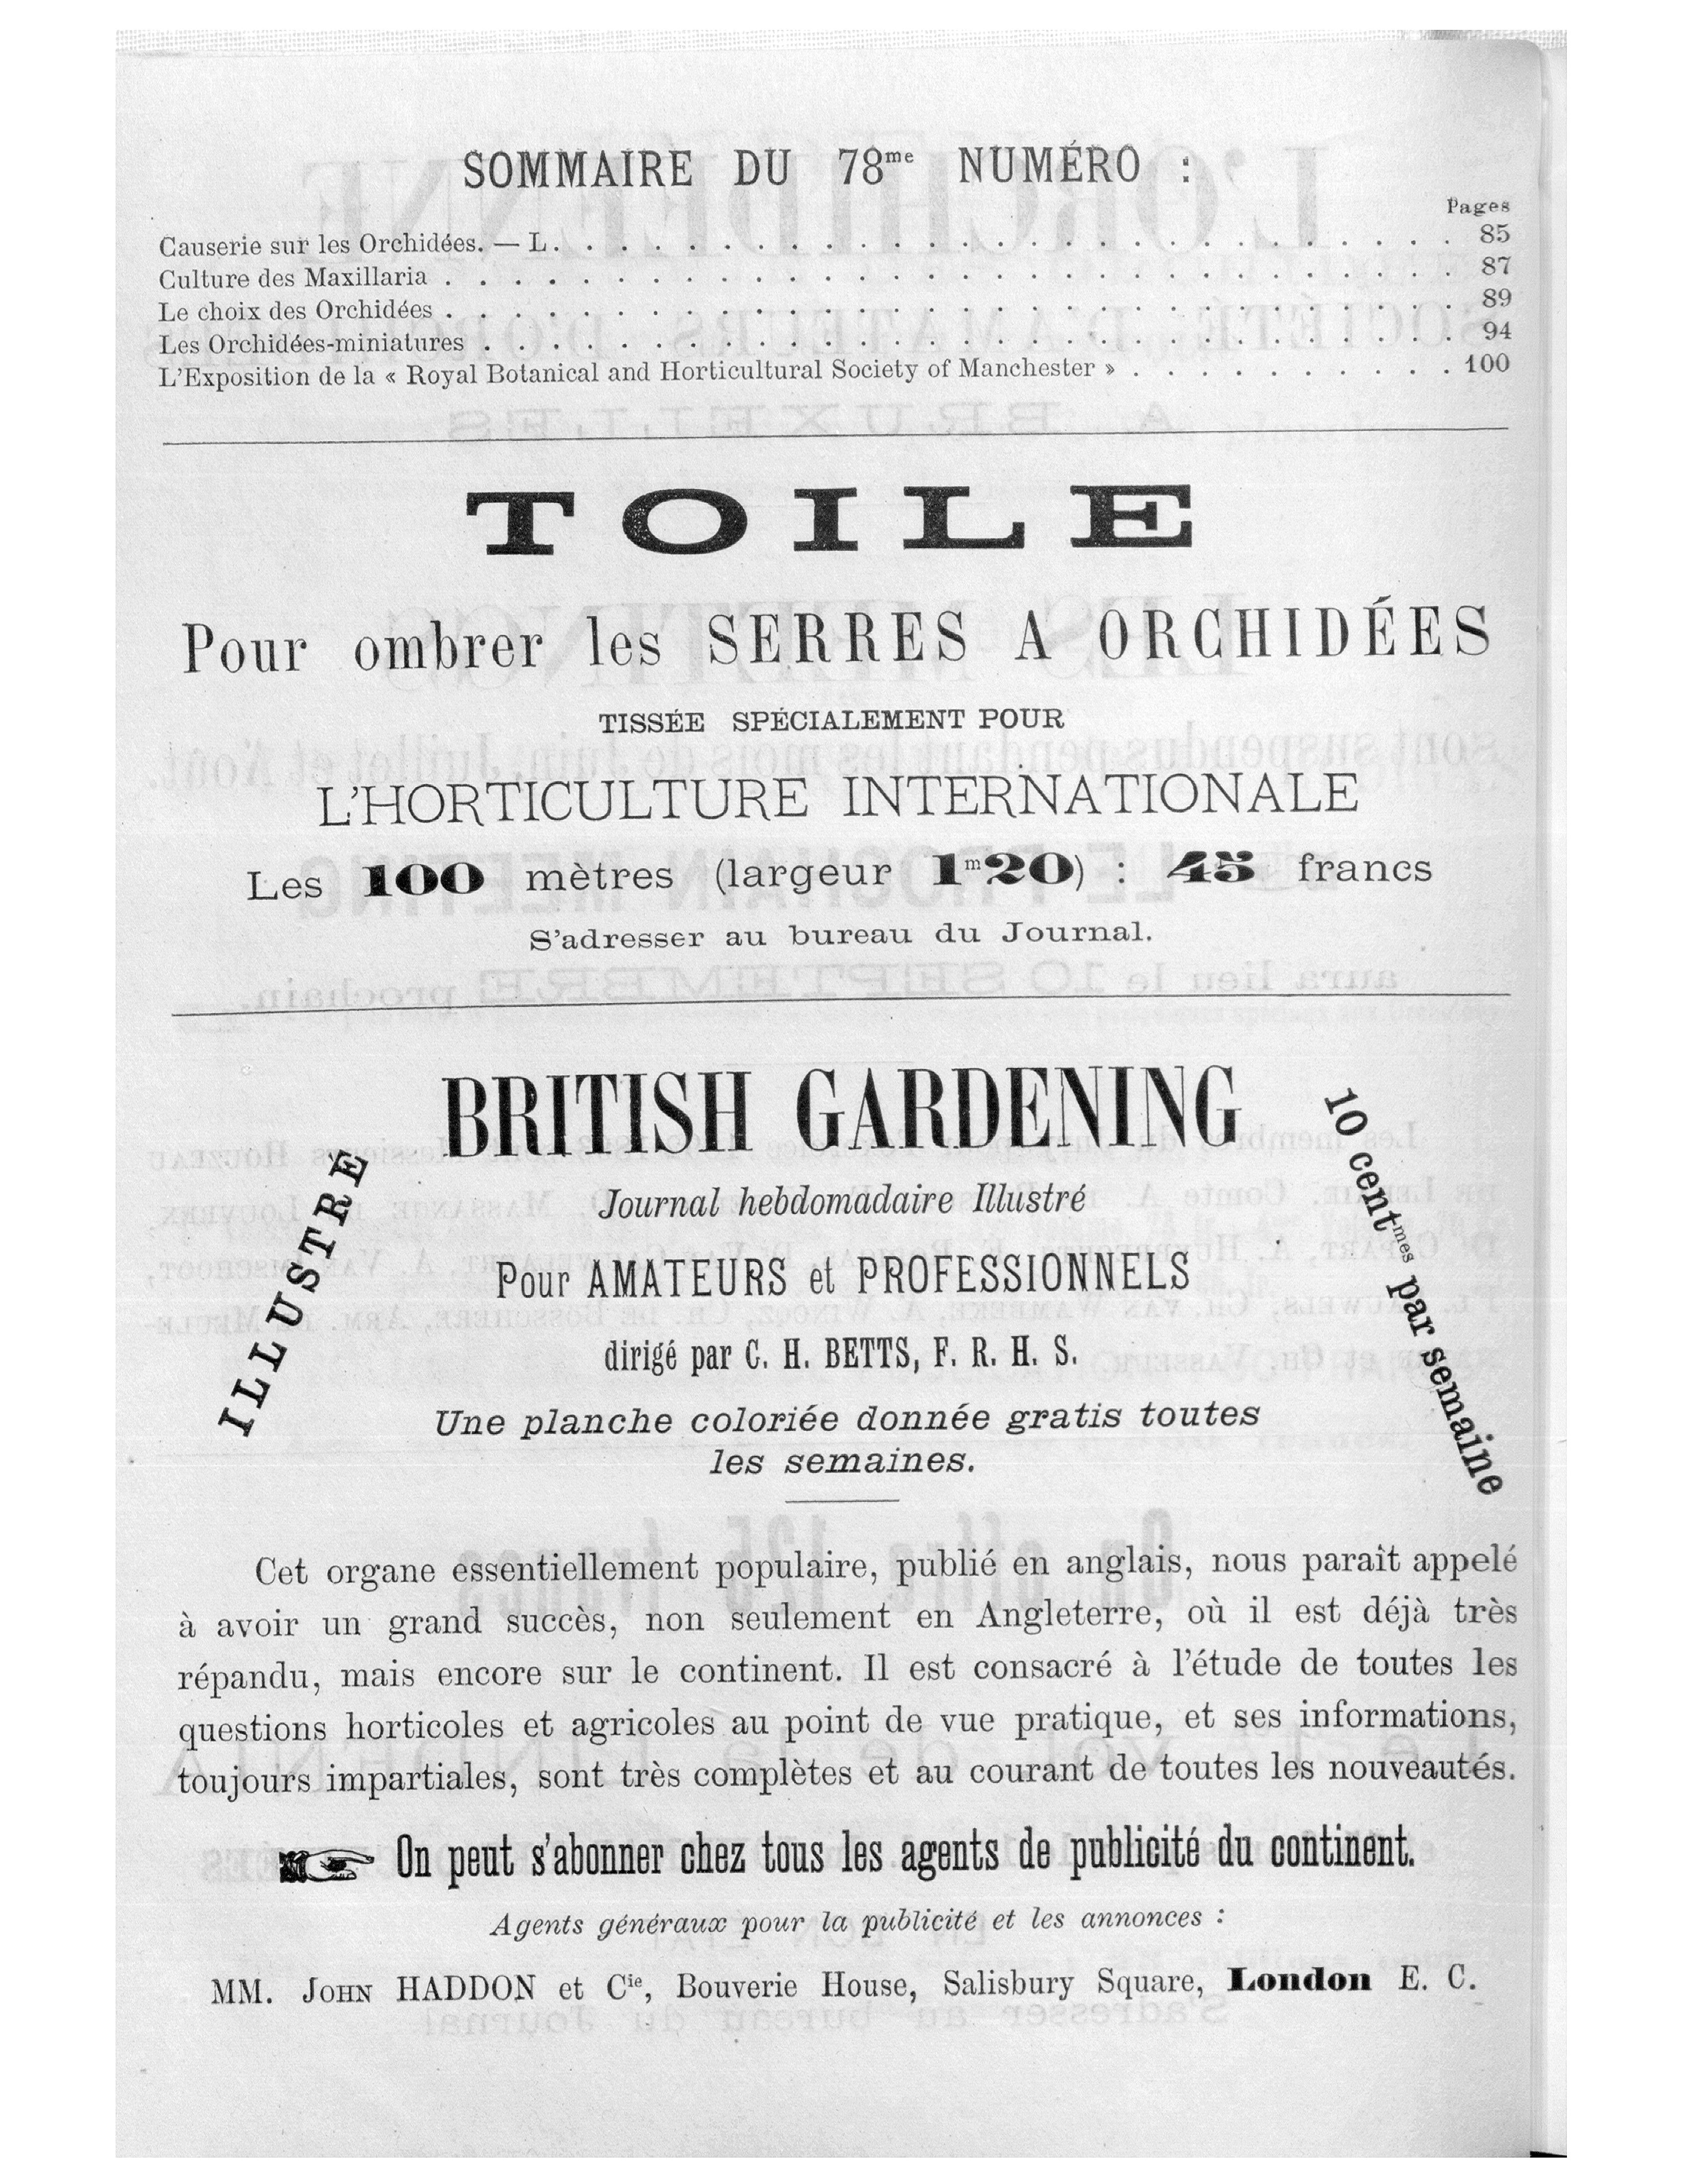 SOMMAIRE DU 78me NUMÉRO :
Pages
Causerie sur les Orchidées. — L. . . . . . . . . . . . . . . . . . . . . . . . . . . . 85
Culture des Maxillaria . . . . . . . . . . . . . . . . . . . . . . . . . . . . . . . 87
Le choix des Orchidées . . . . . . . . . . . . . . . . . . . . . . . . . . . . . . . 89
Les Orchidées-miniatures . . . . . . . . . . . . . . . . . . . . . . . . . . . . . . 94
L'Exposition de la « Royal Botanical and Horticultural Society of Manchester » . . . . . . . . . . 100
TOILE
Pour ombrer les SERRES A ORCHIDÉES
TISSÉE SPÉCIALEMENT POUR
L'HORTICULTURE INTERNATIONALE
Les 100 mètres (largeur 1m20) : 45 francs
S'adresser au bureau du Journal.
BRITISH GARDENING
ILLUSTRÉ
Journal hebdomadaire Illustré
Pour AMATEURS et PROFESSIONNELS
dirigé par C. H. BETTS, F. R. H. S.
Une planche coloriée donnée gratis toutes
les semaines.
10 centmes par semaine
Cet organe essentiellement populaire, publié en anglais, nous paraît appelé
à avoir un grand succès, non seulement en Angleterre, où il est déjà très
répandu, mais encore sur le continent. Il est consacré à l'étude de toutes les
questions horticoles et agricoles au point de vue pratique, et ses informations,
toujours impartiales, sont très complètes et au courant de toutes les nouveautés.
On peut s'abonner chez tous les agents de publicité du continent.
Agents généraux pour la publicité et les annonces :
MM. JOHN HADDON et Cie, Bouverie House, Salisbury Square, London E. C.